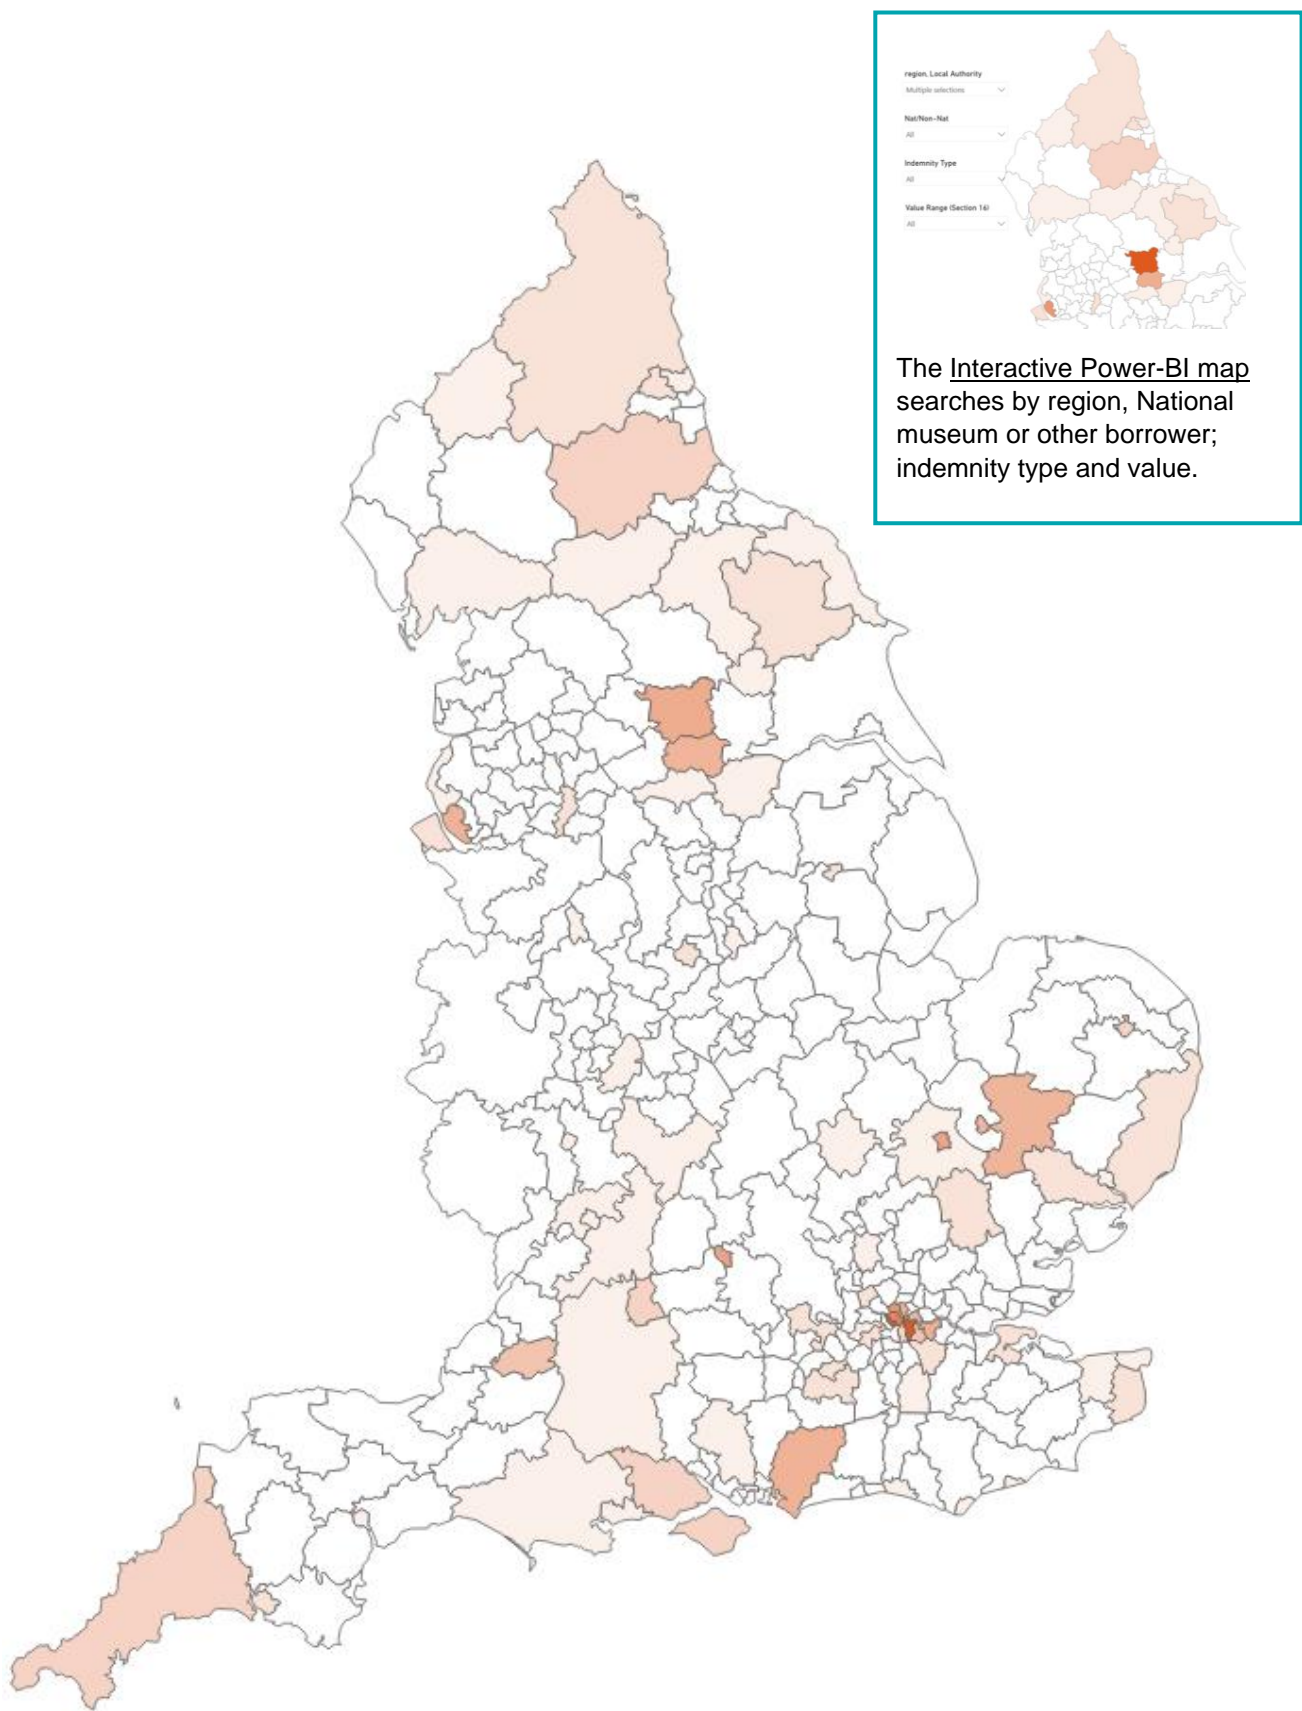 region, Local Authority
Multiple selections
Nat/Non-Nat
All
Indemnity Type
All
Value Range (Section 16)
All
The Interactive Power-BI map
searches by region, National
museum or other borrower;
indemnity type and value.